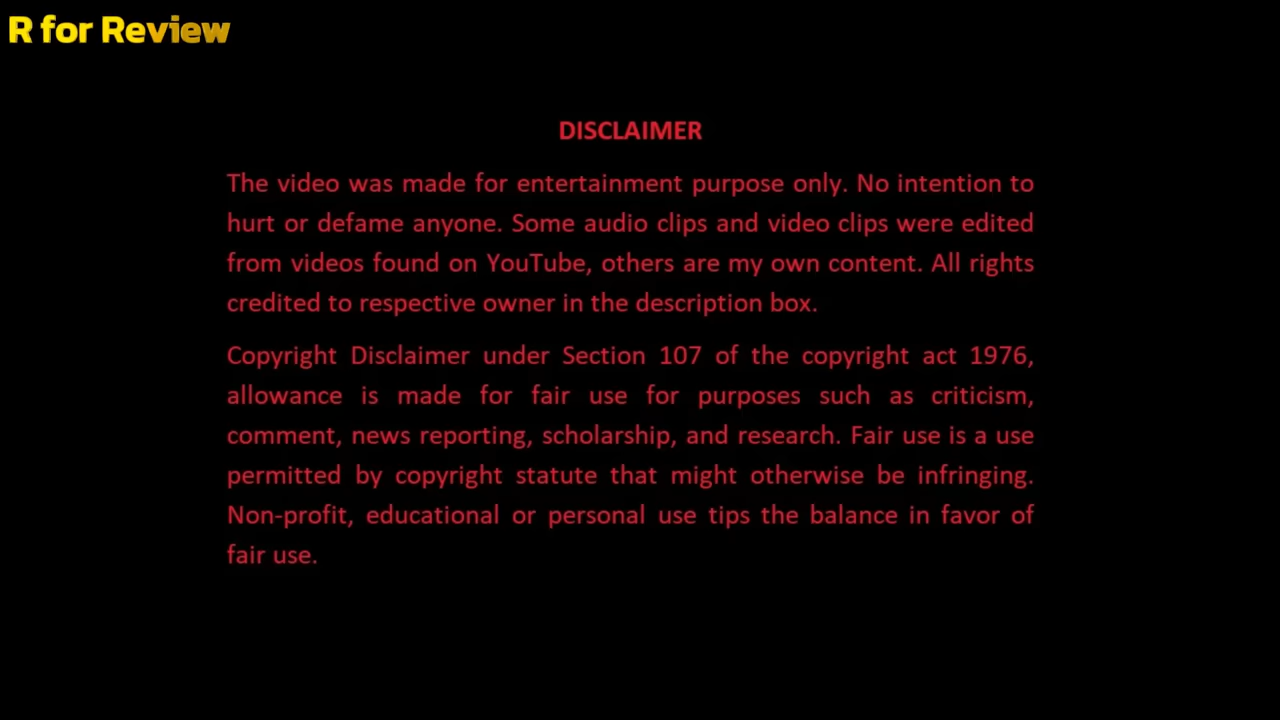 R for Review
DISCLAIMER
The video was made for entertainment purpose only. No intention to
hurt or defame anyone. Some audio clips and video clips were edited
from videos found on YouTube, others are my own content. All rights
credited to respective owner in the description box.
Copyright Disclaimer under Section 107 of the copyright act 1976,
allowance is made for fair use for purposes such as criticism,
comment, news reporting, scholarship, and research. Fair use is a use
permitted by copyright statute that might otherwise be infringing.
Non-profit, educational or personal use tips the balance in favor of
fair use.